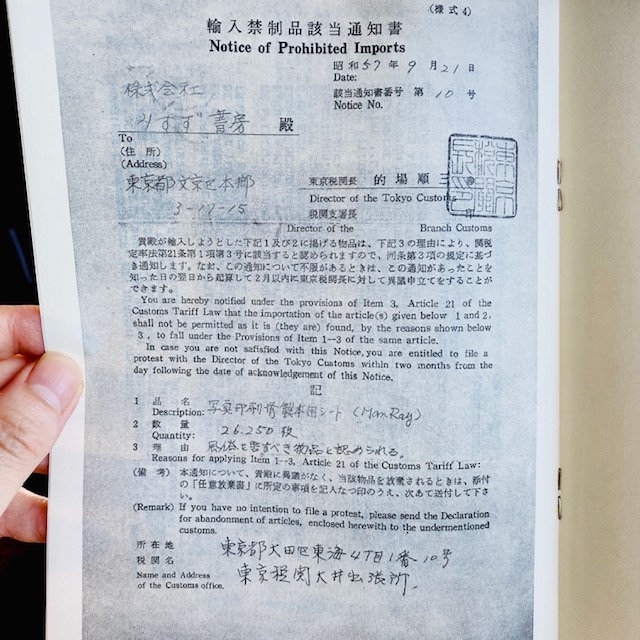 (様式4)
輸入禁制品該当通知書
Notice of Prohibited Imports
昭和57年9月21日
Date:
該当通知書番号 第10号
Notice No.
株式会社
みすず書房 殿
To
(住所)
(Address)
東京都文京区本郷
3-17-15
東京税関長 的場順三
Director of the Tokyo Customs
税関支署長 印
Director of the Branch Customs
貴殿が輸入しようとした下記1及び2に掲げる物品は、下記3の理由により、関税
定率法第21条第1項第3号に該当すると認められますので、同条第3項の規定に基づ
き通知します。なお、この通知について不服があるときは、この通知があったことを
知った日の翌日から起算して2月以内に東京税関長に対して異議申立てをすることが
できます。
You are hereby notified under the provisions of Item 3, Article 21 of the
Customs Tariff Law that the importation of the article(s) given below 1 and 2,
shall not be permitted as it is (they are) found, by the reasons shown below
3, to fall under the Provisions of Item 1—3 of the same article.
In case you are not satisfied with this Notice, you are entitled to file a
protest with the Director of the Tokyo Customs within two months from the
day following the date of acknowledgement of this Notice.
記
1 品名
Description: 写真印刷背製本用シート (Man Ray)
2 数量
Quantity: 26.250 枚
3 理由 風俗を害すべき物品と認められる。
Reasons for applying Item 1—3, Article 21 of the Customs Tariff Law:
(備考) 本通知について、貴殿に異議がなく、当該物品を放棄されるときは、添付
の「任意放棄書」に所定の事項を記入なつ印のうえ、次あて送付して下さ
い。
(Remark) If you have no intention to file a protest, please send the Declaration
for abandonment of articles, enclosed herewith to the undermentioned
customs.
所在地 東京都大田区東海4丁目1番10号
税関名 東京税関大井出張所
Name and Address
of the Customs office.